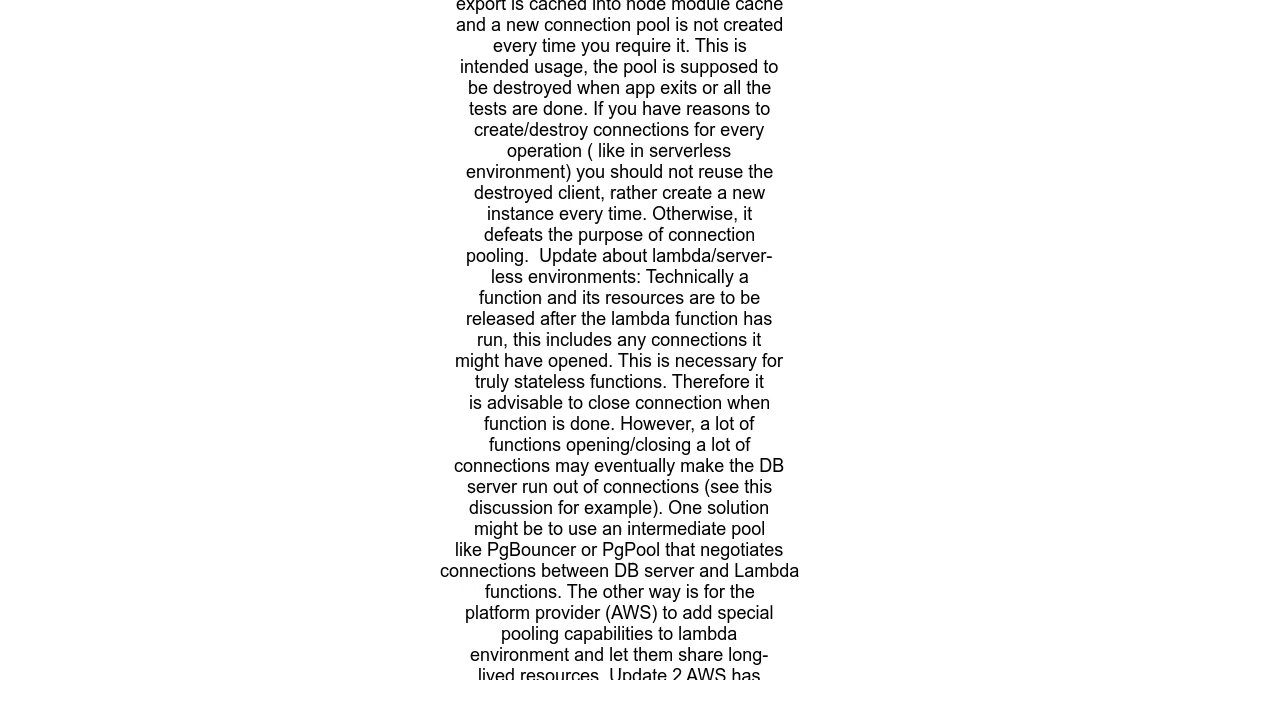 export is cached into node module cache
and a new connection pool is not created
every time you require it. This is
intended usage, the pool is supposed to
be destroyed when app exits or all the
tests are done. If you have reasons to
create/destroy connections for every
operation ( like in serverless
environment) you should not reuse the
destroyed client, rather create a new
instance every time. Otherwise, it
defeats the purpose of connection
pooling.  Update about lambda/server-
less environments: Technically a
function and its resources are to be
released after the lambda function has
run, this includes any connections it
might have opened. This is necessary for
truly stateless functions. Therefore it
is advisable to close connection when
function is done. However, a lot of
functions opening/closing a lot of
connections may eventually make the DB
server run out of connections (see this
discussion for example). One solution
might be to use an intermediate pool
like PgBouncer or PgPool that negotiates
connections between DB server and Lambda
functions. The other way is for the
platform provider (AWS) to add special
pooling capabilities to lambda
environment and let them share long-
lived resources. Update 2 AWS has